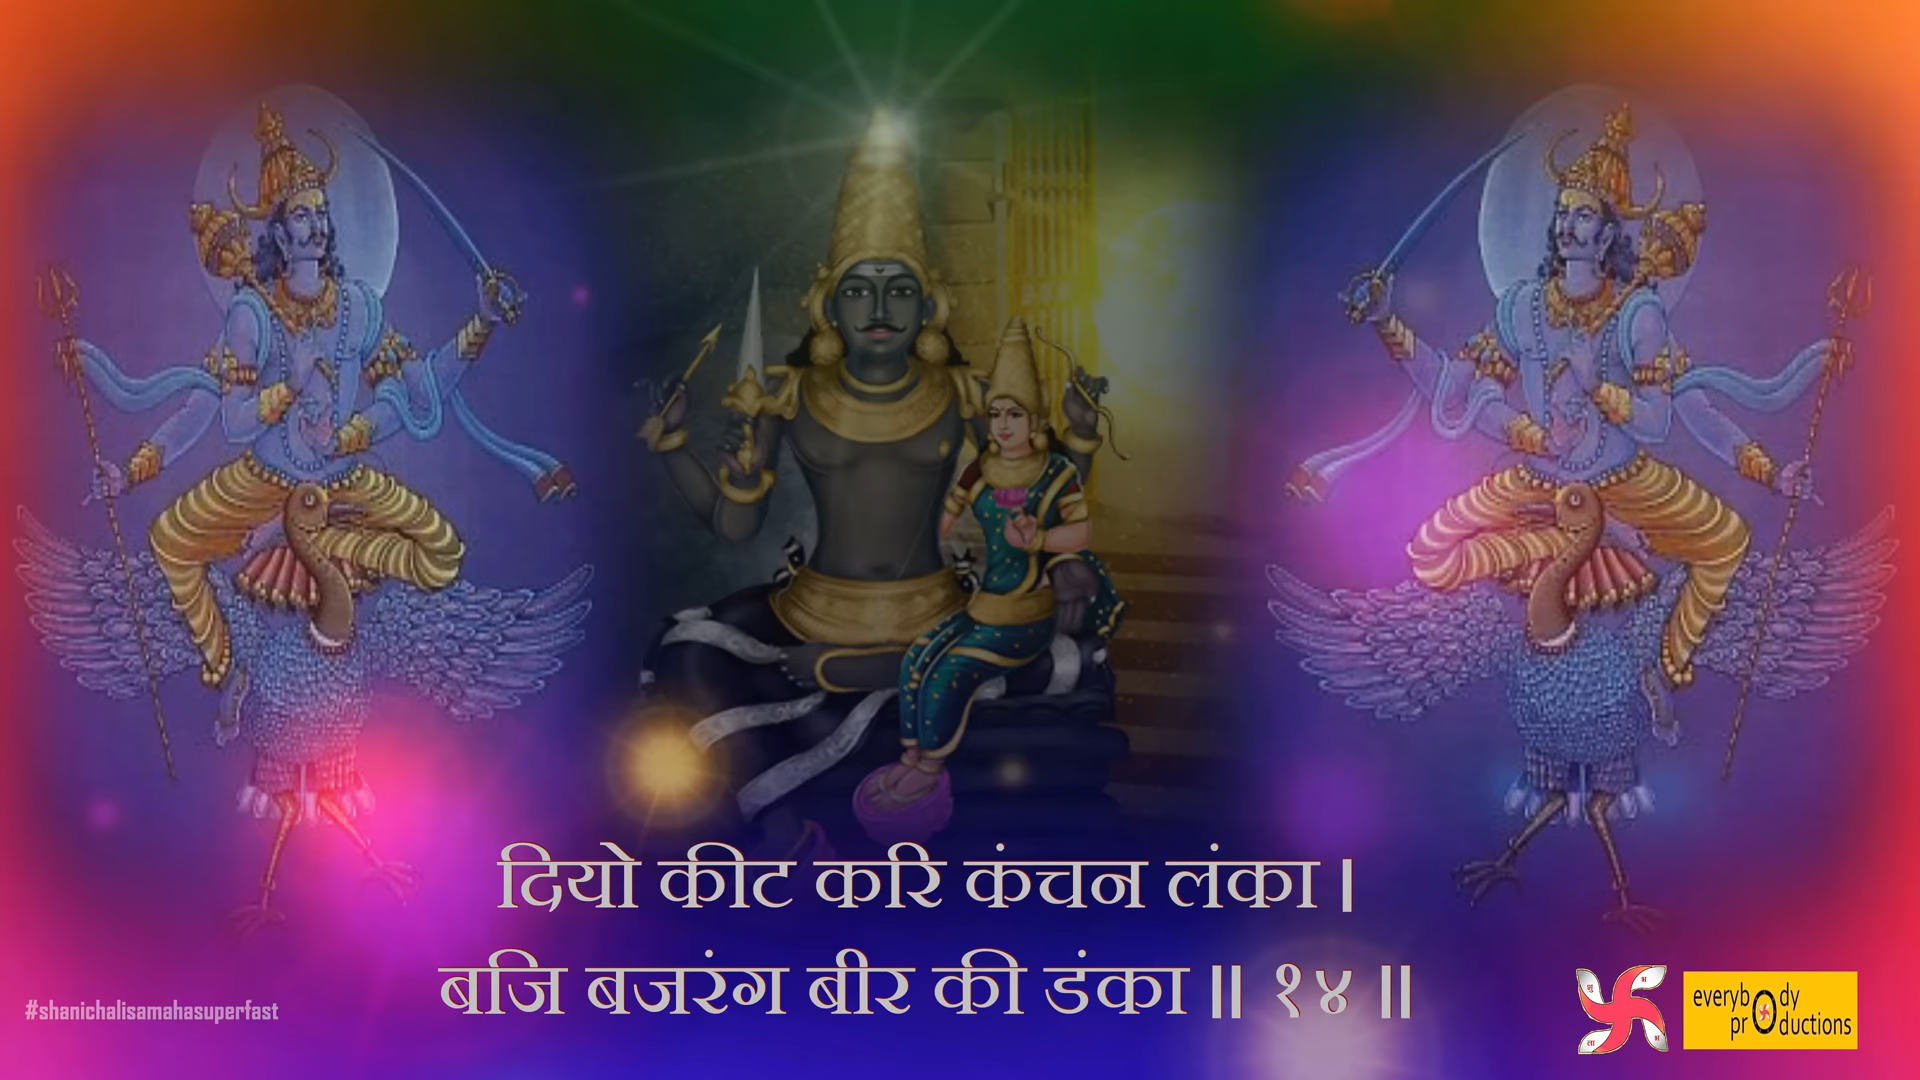 दियो कीट करि कंचन लंका ।
बजि बजरंग बीर की डंका ॥ १४ ॥
#shanichalisamahasuperfast
शु
भ
ला
भ
everybody
productions